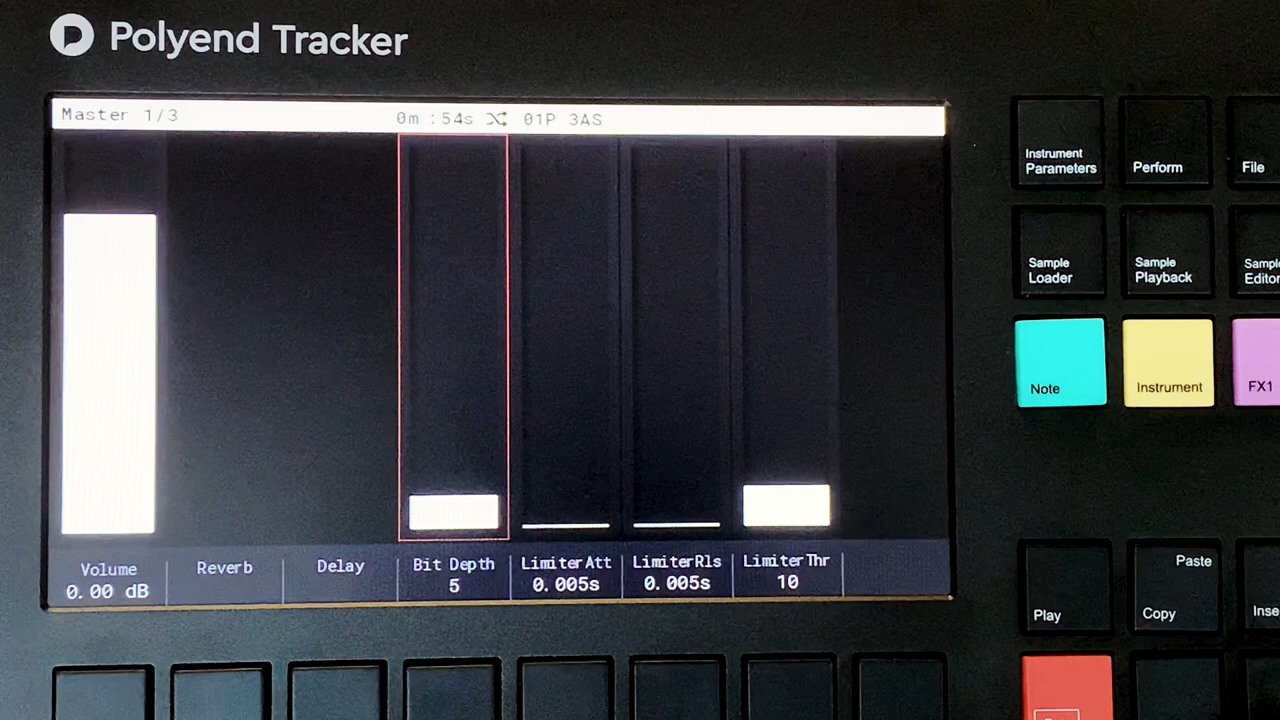 Polyend Tracker
Master 1/3
0m :54s
01P 3AS
Instrument
Parameters
Perform
File
Sample
Loader
Sample
Playback
Note
Instrument
FX1
Volume
0.00 dB
Reverb
Delay
Bit Depth
5
LimiterAtt
0.005s
LimiterRls
0.005s
LimiterThr
10
Play
Paste
Copy